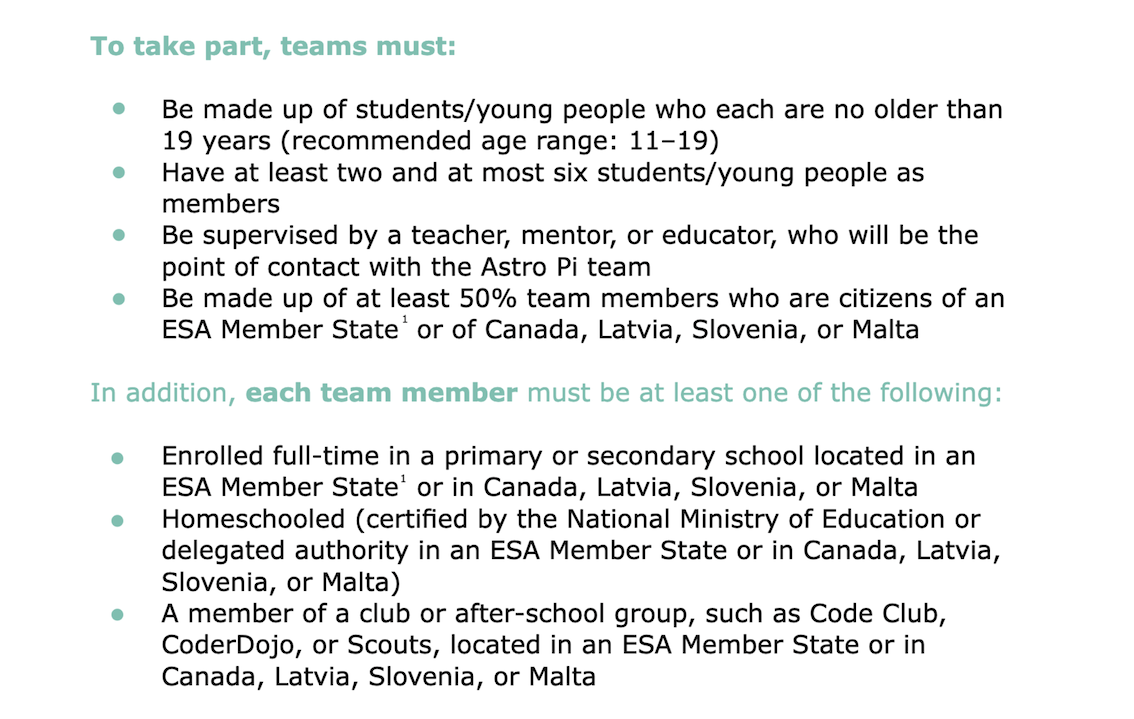 To take part, teams must:
● Be made up of students/young people who each are no older than
19 years (recommended age range: 11–19)
● Have at least two and at most six students/young people as
members
● Be supervised by a teacher, mentor, or educator, who will be the
point of contact with the Astro Pi team
● Be made up of at least 50% team members who are citizens of an
ESA Member State¹ or of Canada, Latvia, Slovenia, or Malta
In addition, each team member must be at least one of the following:
● Enrolled full-time in a primary or secondary school located in an
ESA Member State¹ or in Canada, Latvia, Slovenia, or Malta
● Homeschooled (certified by the National Ministry of Education or
delegated authority in an ESA Member State or in Canada, Latvia,
Slovenia, or Malta)
● A member of a club or after-school group, such as Code Club,
CoderDojo, or Scouts, located in an ESA Member State or in
Canada, Latvia, Slovenia, or Malta